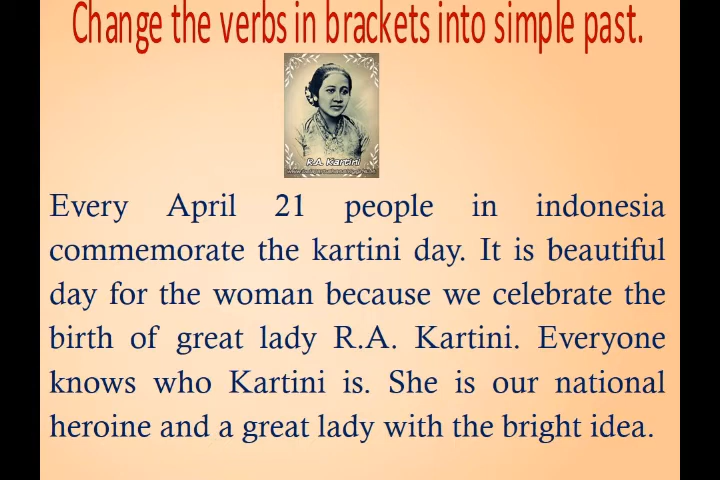 Change the verbs in brackets into simple past.
R.A. Kartini
Every April 21 people in indonesia
commemorate the kartini day. It is beautiful
day for the woman because we celebrate the
birth of great lady R.A. Kartini. Everyone
knows who Kartini is. She is our national
heroine and a great lady with the bright idea.